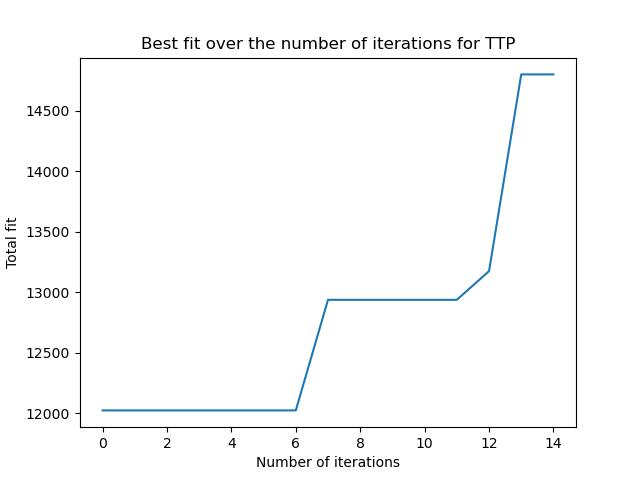 Best fit over the number of iterations for TTP
14500
14000
13500
13000
12500
12000
Total fit
0 2 4 6 8 10 12 14
Number of iterations